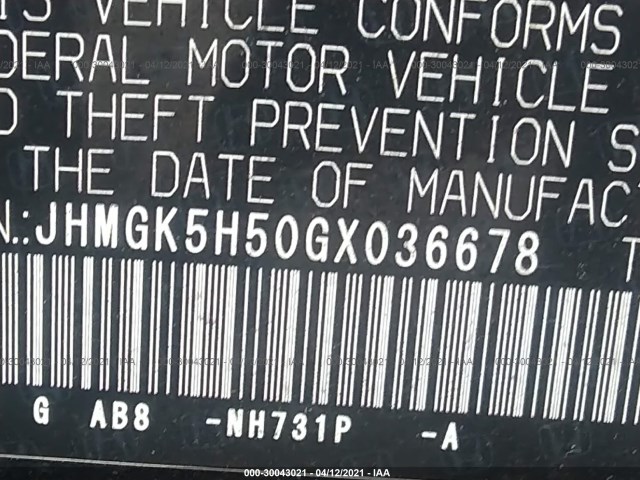 IS VEHICLE CONFORMS
DERAL MOTOR VEHICLE
D THEFT PREVENTION S
THE DATE OF MANUFAC
N.:JHMGK5H50GX036678 T
G AB8 -NH731P -A
000-30043021 - 04/12/2021 - IAA